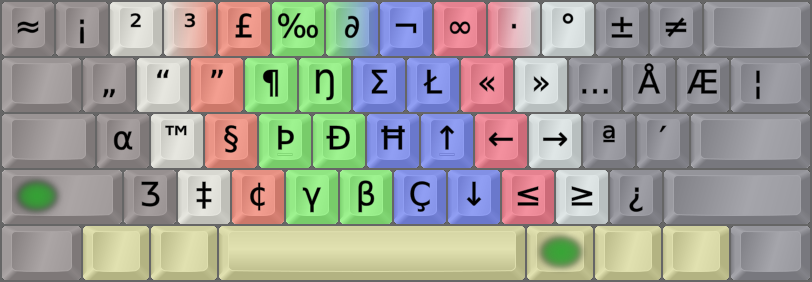 ≈ ¡ ² ³ £ ‰ ∂ ¬ ∞ · ° ± ≠
„ “ ” ¶ Ŋ Σ Ł « » … Å Æ ¦
α ™ § Þ Đ Ħ ↑ ← → ª ′
Ʒ ‡ ¢ γ β Ç ↓ ≤ ≥ ¿